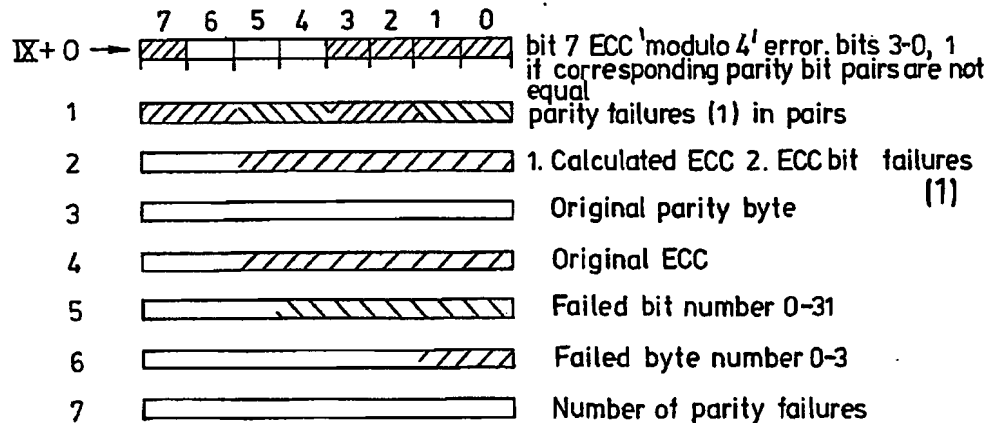 7 6 5 4 3 2 1 0
IX+0 → bit 7 ECC 'modulo 4' error. bits 3-0, 1
if corresponding parity bit pairs are not
equal
1 parity failures (1) in pairs
2 1. Calculated ECC 2. ECC bit failures
(1)
3 Original parity byte
4 Original ECC
5 Failed bit number 0-31
6 Failed byte number 0-3
7 Number of parity failures